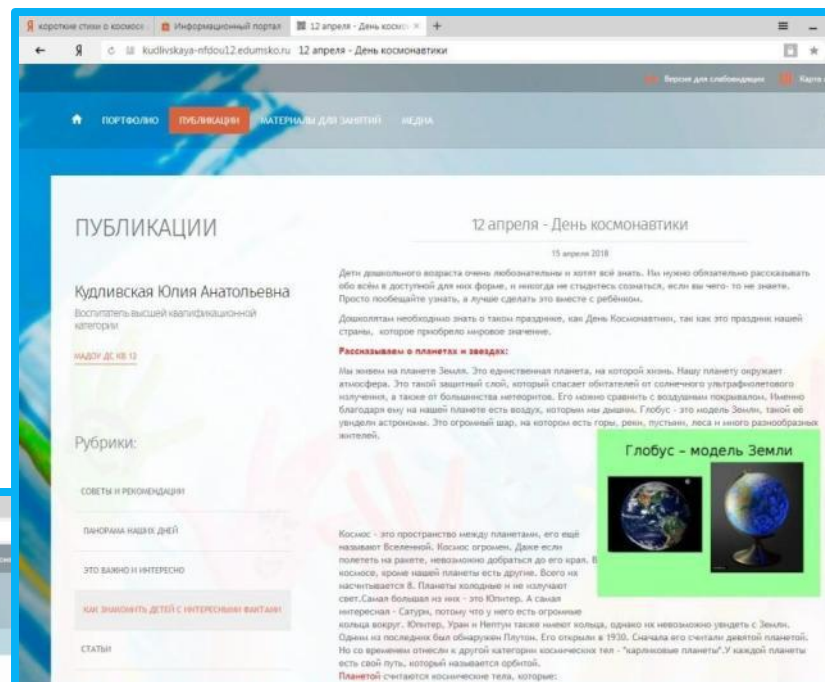 короткие стихи о космосе
Информационный портал
12 апреля - День космо
kudlivskaya-nfdou12.edumsko.ru 12 апреля - День космонавтики
Версия для слабовидящих
Карта
ПОРТФОЛИО
ПУБЛИКАЦИИ
МАТЕРИАЛЫ ДЛЯ ЗАНЯТИЙ
МЕДИА
ПУБЛИКАЦИИ
Кудливская Юлия Анатольевна
Воспитатель высшей квалификационной
категории
МАДОУ ДС КВ 12
Рубрики:
СОВЕТЫ И РЕКОМЕНДАЦИИ
ПАНОРАМА НАШИХ ДНЕЙ
ЭТО ВАЖНО И ИНТЕРЕСНО
КАК ЗНАКОМИТЬ ДЕТЕЙ С ИНТЕРЕСНЫМИ ФАКТАМИ
СТАТЬИ
12 апреля - День космонавтики
15 апреля 2018
Дети дошкольного возраста очень любознательны и хотят всё знать. Им нужно обязательно рассказывать
обо всём в доступной для них форме, и никогда не стыдитесь сознаться, если вы чего- то не знаете.
Просто пообещайте узнать, а лучше сделать это вместе с ребёнком.
Дошколятам необходимо знать о таком празднике, как День Космонавтики, так как это праздник нашей
страны, которое приобрело мировое значение.
Рассказываем о планетах и звездах:
Мы живем на планете Земля. Это единственная планета, на которой жизнь. Нашу планету окружает
атмосфера. Это такой защитный слой, который спасает обитателей от солнечного ультрафиолетового
излучения, а также от большинства метеоритов. Его можно сравнить с воздушным покрывалом. Именно
благодаря ему на нашей планете есть воздух, которым мы дышим. Глобус - это модель Земли, такой её
увидели астрономы. Это огромный шар, на котором есть горы, реки, пустыни, леса и много разнообразных
жителей.
Глобус – модель Земли
Космос - это пространство между планетами, его ещё
называют Вселенной. Космос огромен. Даже если
полететь на ракете, невозможно добраться до его края. В
космосе, кроме нашей планеты есть другие. Всего их
насчитывается 8. Планеты холодные и не излучают
свет.Самая большая из них - это Юпитер. А самая
интересная - Сатурн, потому что у него есть огромные
кольца вокруг. Юпитер, Уран и Нептун также имеют кольца, однако их невозможно увидеть с Земли.
Одним из последних был обнаружен Плутон. Его открыли в 1930. Сначала его считали девятой планетой.
Но со временем отнесли к другой категории космических тел - "карликовые планеты".У каждой планеты
есть свой путь, который называется орбитой.
Планетой считаются космические тела, которые: